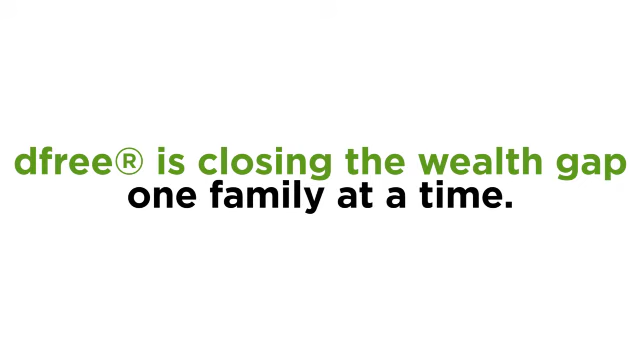 dfree® is closing the wealth gap
one family at a time.